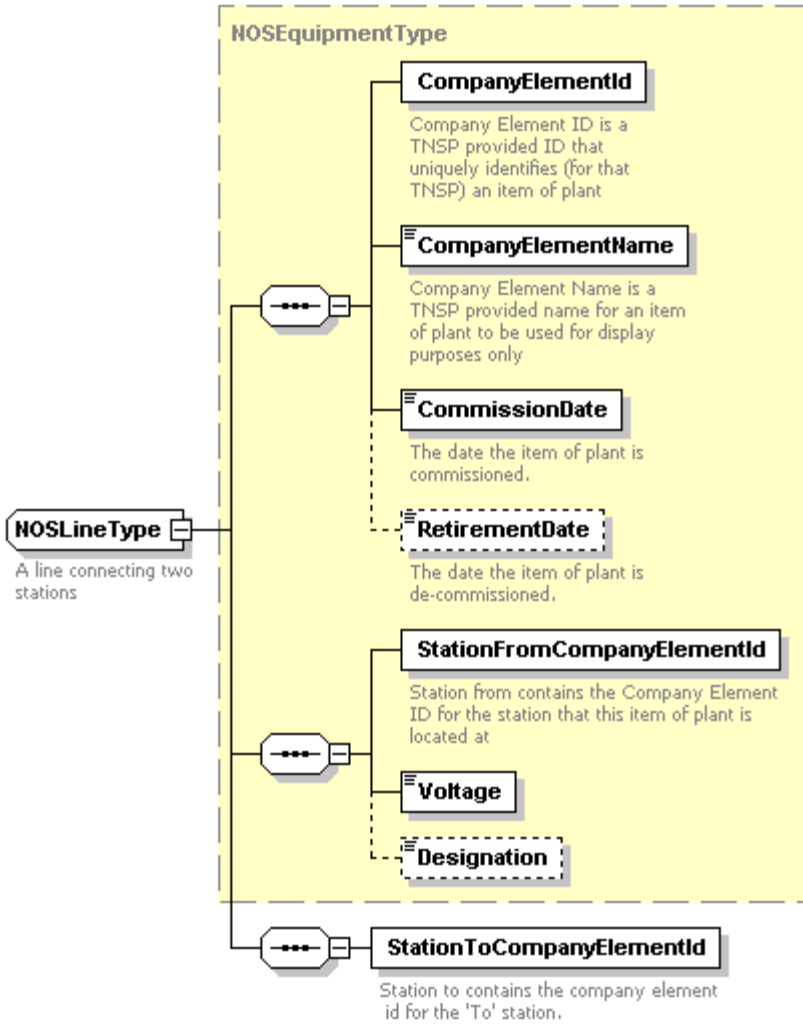 NOSEquipmentType
CompanyElementId
Company Element ID is a
TNSP provided ID that
uniquely identifies (for that
TNSP) an item of plant
CompanyElementName
Company Element Name is a
TNSP provided name for an item
of plant to be used for display
purposes only
CommissionDate
The date the item of plant is
commissioned.
RetirementDate
The date the item of plant is
de-commissioned.
NOSLineType
A line connecting two
stations
StationFromCompanyElementId
Station from contains the Company Element
ID for the station that this item of plant is
located at
Voltage
Designation
StationToCompanyElementId
Station to contains the company element
id for the 'To' station.